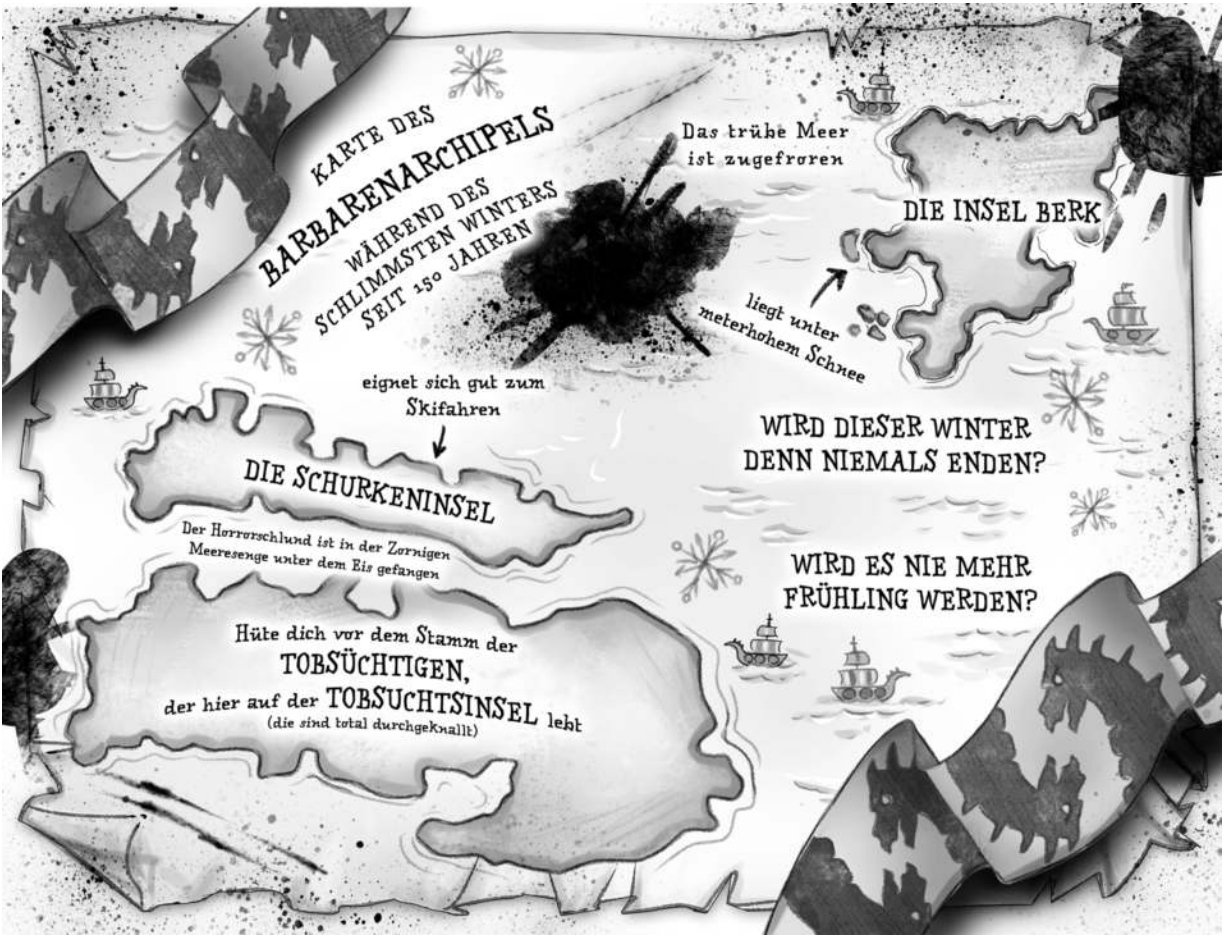 KARTE DES
BARBARENARCHIPELS
WÄHREND DES
SCHLIMMSTEN WINTERS
SEIT 150 JAHREN
Das trübe Meer
ist zugefroren
DIE INSEL BERK
liegt unter
meterhohem Schnee
eignet sich gut zum
Skifahren
DIE SCHURKENINSEL
WIRD DIESER WINTER
DENN NIEMALS ENDEN?
Der Horrorschlund ist in der Zornigen
Meeresenge unter dem Eis gefangen
WIRD ES NIE MEHR
FRÜHLING WERDEN?
Hüte dich vor dem Stamm der
TOBSÜCHTIGEN,
der hier auf der TOBSUCHTSINSEL lebt
(die sind total durchgeknallt)